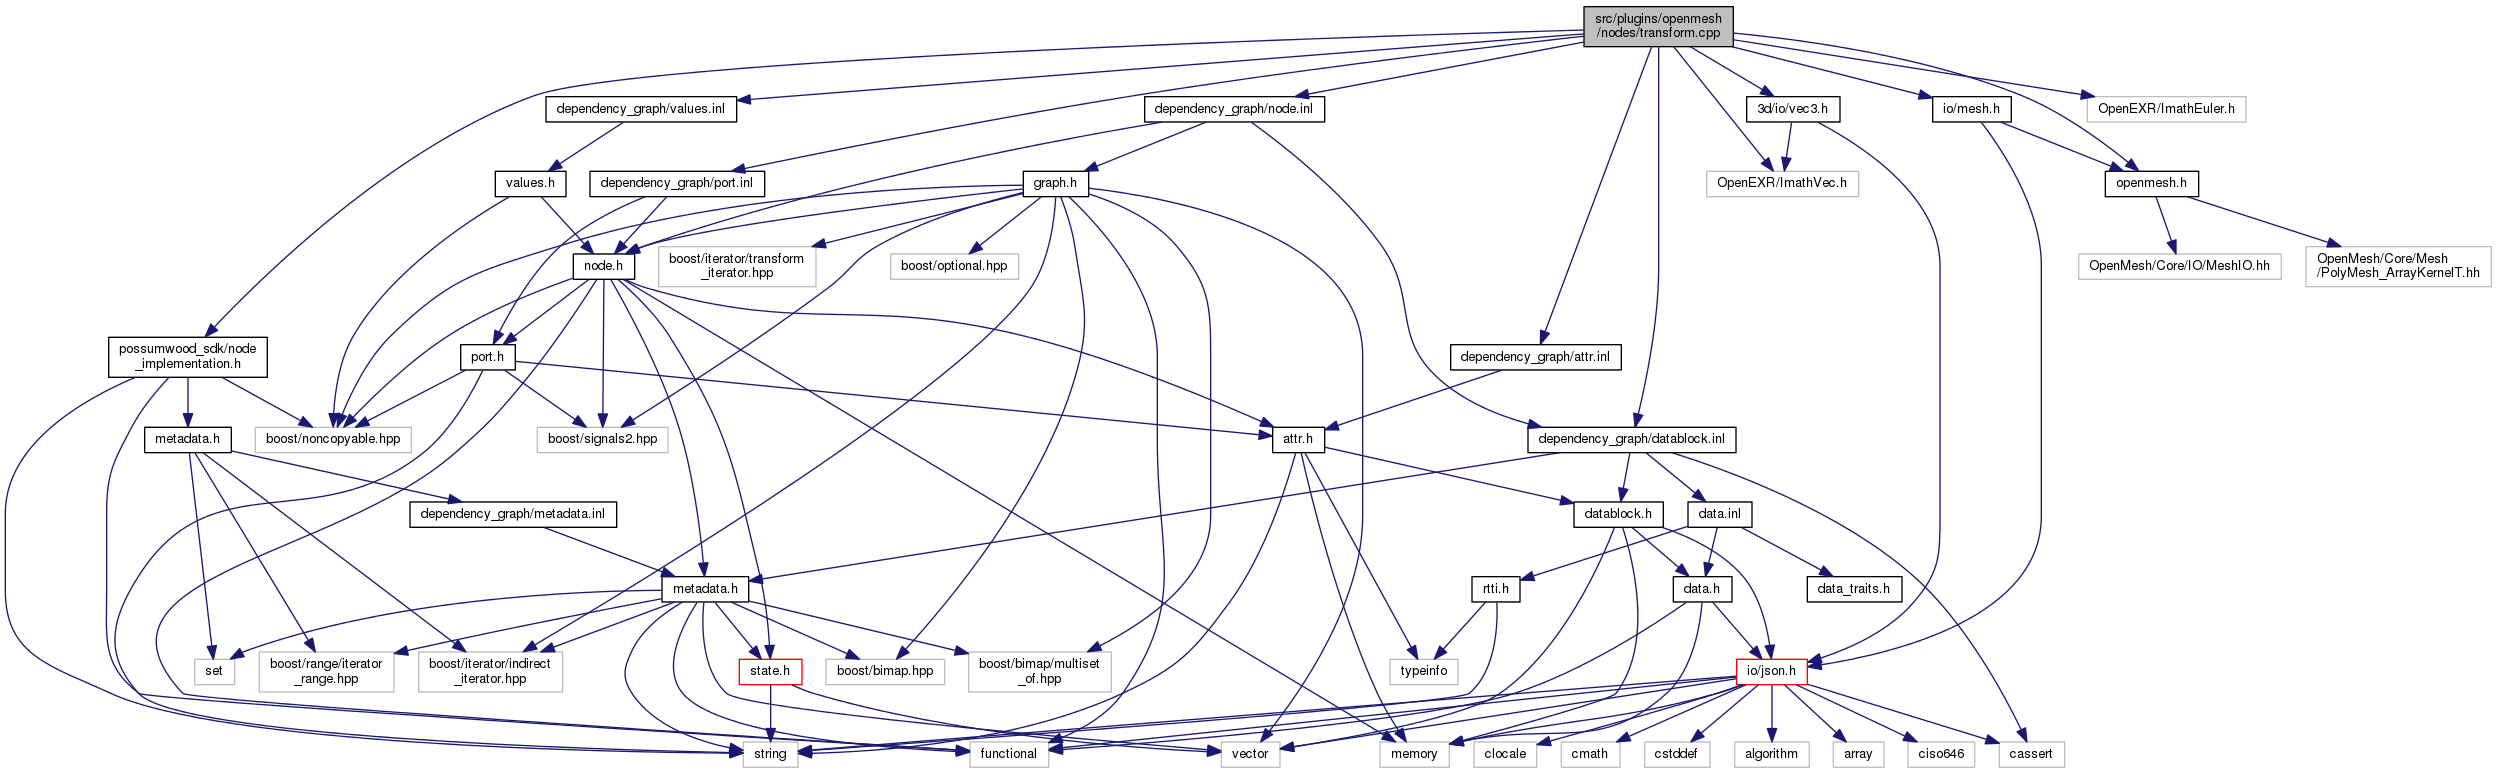 src/plugins/openmesh
/nodes/transform.cpp
dependency_graph/values.inl
dependency_graph/node.inl
3d/io/vec3.h
io/mesh.h
OpenEXR/ImathEuler.h
values.h
dependency_graph/port.inl
graph.h
OpenEXR/ImathVec.h
openmesh.h
node.h
boost/iterator/transform
_iterator.hpp
boost/optional.hpp
OpenMesh/Core/IO/MeshIO.hh
OpenMesh/Core/Mesh
/PolyMesh_ArrayKernelT.hh
possumwood_sdk/node
_implementation.h
port.h
dependency_graph/attr.inl
metadata.h
boost/noncopyable.hpp
boost/signals2.hpp
attr.h
dependency_graph/datablock.inl
dependency_graph/metadata.inl
datablock.h
data.inl
metadata.h
rtti.h
data.h
data_traits.h
set
boost/range/iterator
_range.hpp
boost/iterator/indirect
_iterator.hpp
state.h
boost/bimap.hpp
boost/bimap/multiset
_of.hpp
typeinfo
io/json.h
string
functional
vector
memory
clocale
cmath
cstddef
algorithm
array
ciso646
cassert